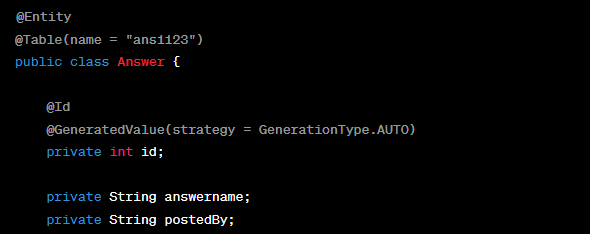 @Entity
@Table(name = "ans1123")
public class Answer {
@Id
@GeneratedValue(strategy = GenerationType.AUTO)
private int id;
private String answername;
private String postedBy;